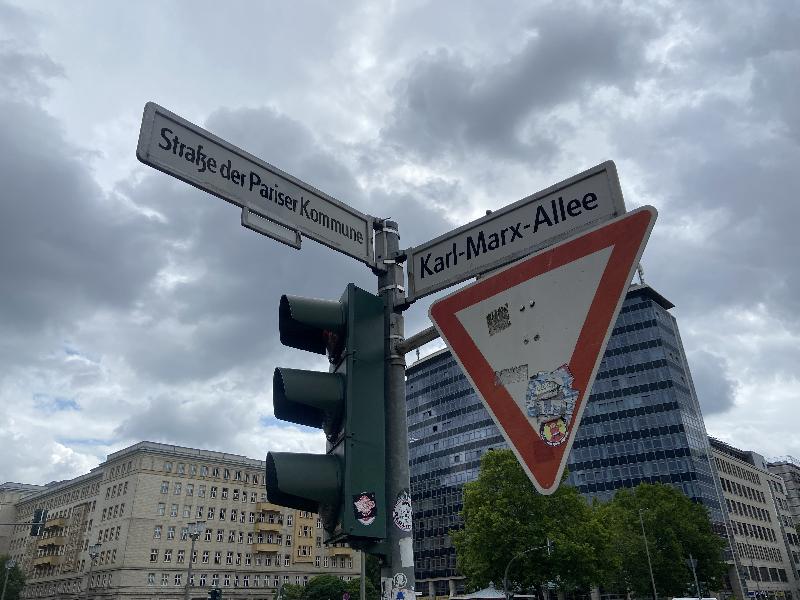 Straße der Pariser Kommune
Karl-Marx-Allee